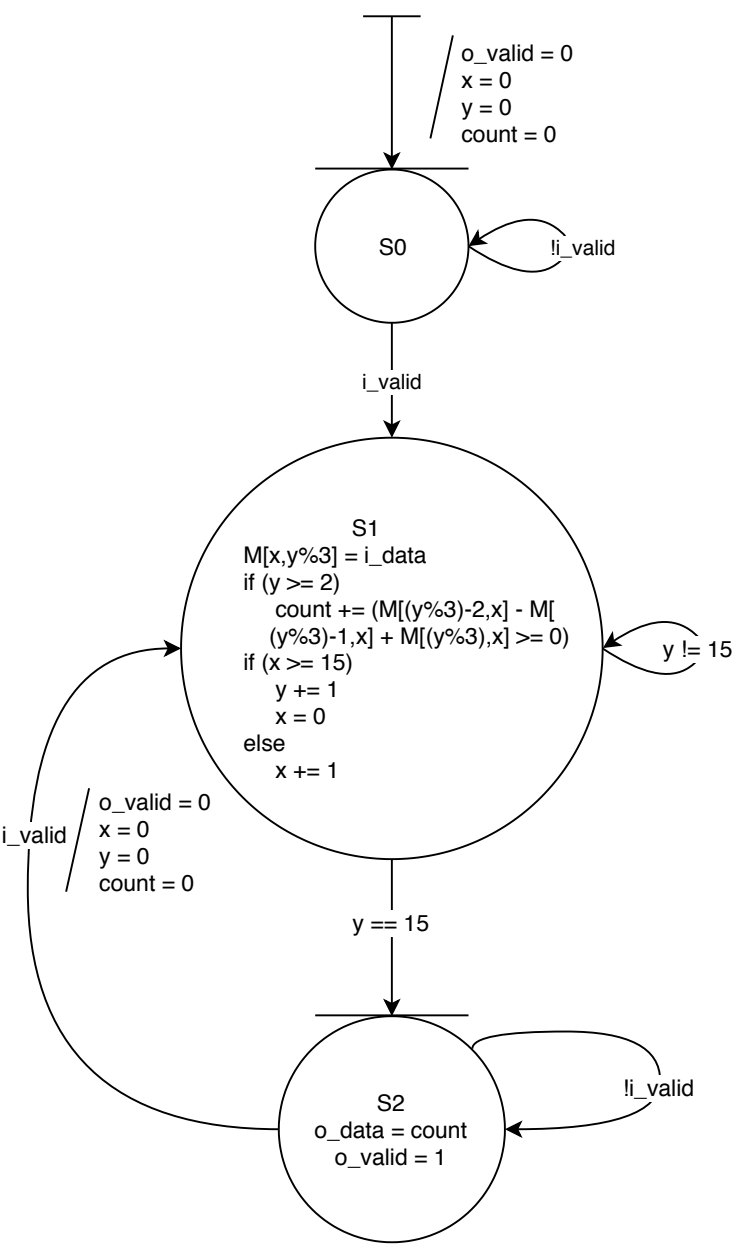 o_valid = 0
x = 0
y = 0
count = 0
S0
!i_valid
i_valid
S1
M[x,y%3] = i_data
if (y >= 2)
count += (M[(y%3)-2,x] - M[
(y%3)-1,x] + M[(y%3),x] >= 0)
if (x >= 15)
y += 1
x = 0
else
x += 1
y != 15
i_valid
o_valid = 0
x = 0
y = 0
count = 0
y == 15
S2
o_data = count
o_valid = 1
!i_valid